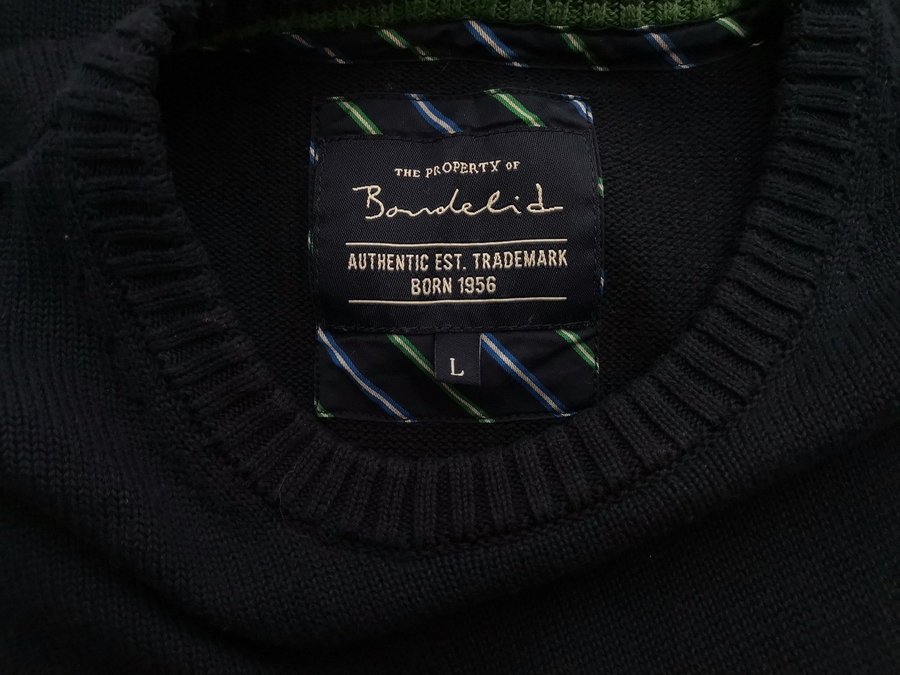 THE PROPERTY OF
Bondelid
AUTHENTIC EST. TRADEMARK
BORN 1956
L